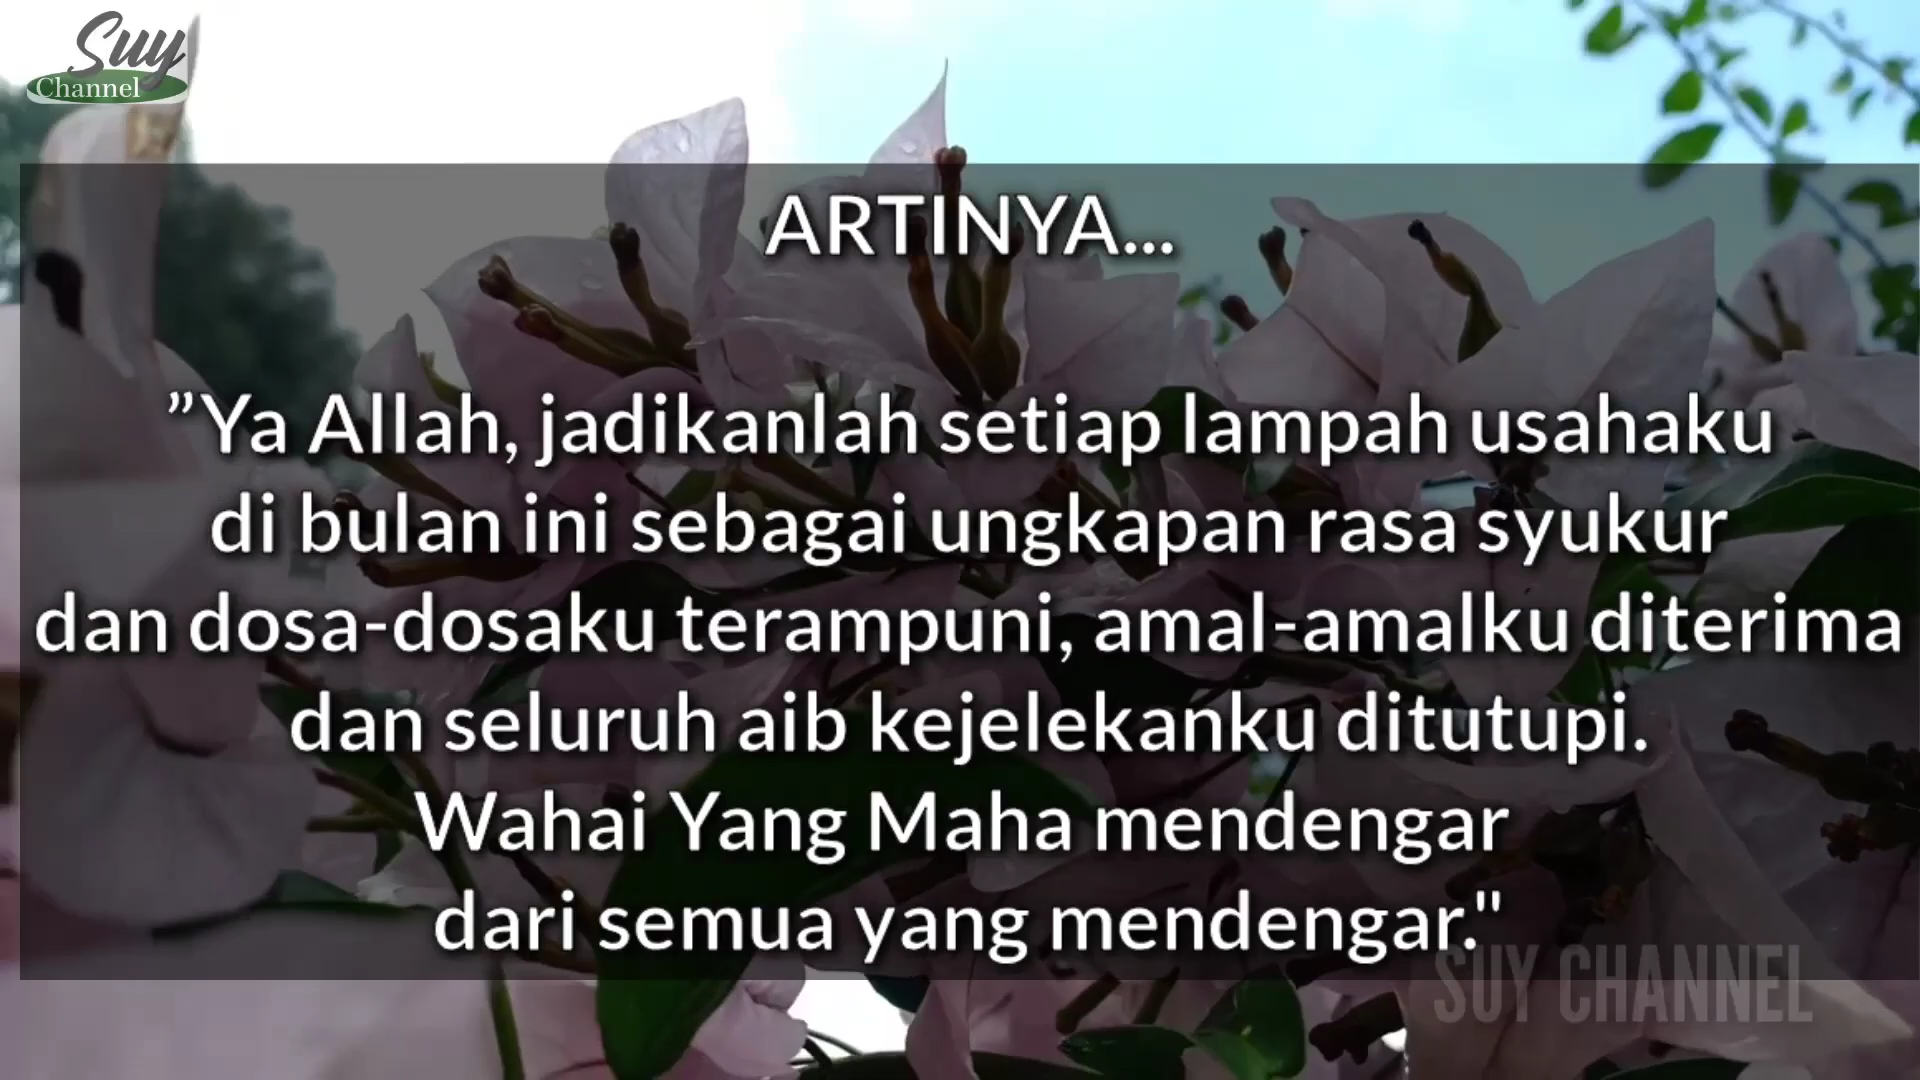 Suy
Channel
ARTINYA...
”Ya Allah, jadikanlah setiap lampah usahaku
di bulan ini sebagai ungkapan rasa syukur
dan dosa-dosaku terampuni, amal-amalku diterima
dan seluruh aib kejelekanku ditutupi.
Wahai Yang Maha mendengar
dari semua yang mendengar."
SUY CHANNEL